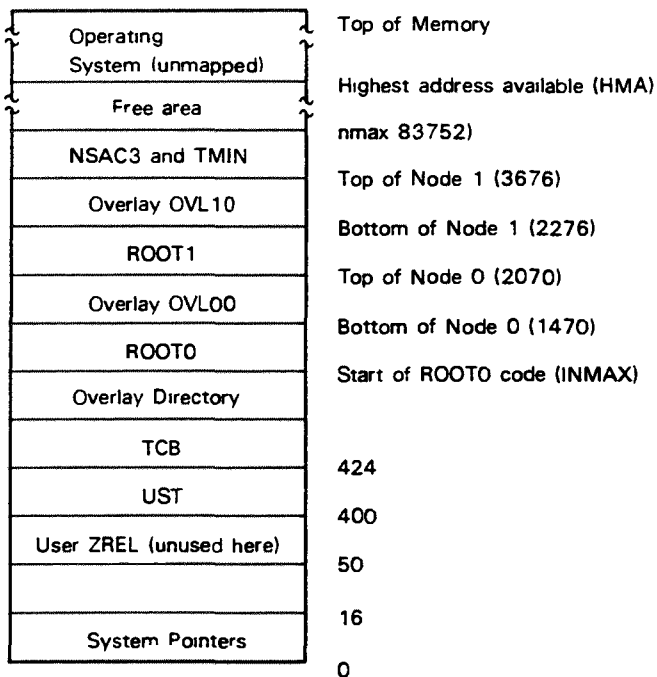 Top of Memory
Operating
System (unmapped)
Highest address available (HMA)
Free area
nmax 83752)
NSAC3 and TMIN
Top of Node 1 (3676)
Overlay OVL10
Bottom of Node 1 (2276)
ROOT1
Top of Node 0 (2070)
Overlay OVL00
Bottom of Node 0 (1470)
ROOT0
Start of ROOT0 code (INMAX)
Overlay Directory
TCB
424
UST
400
User ZREL (unused here)
50
16
System Pointers
0